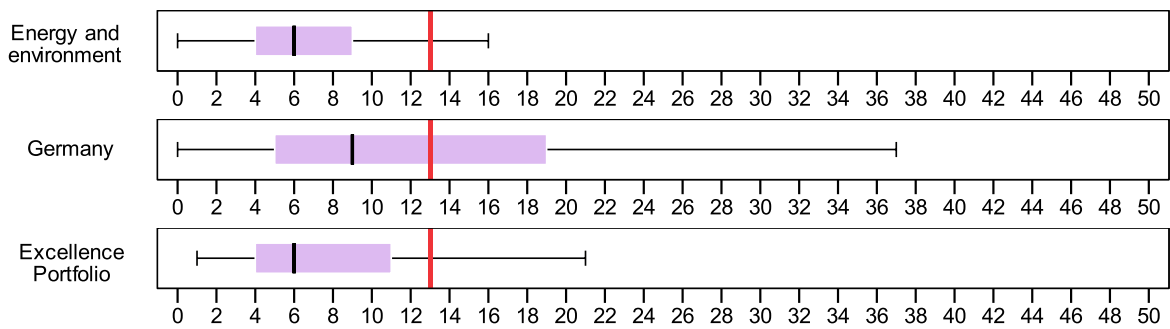 Energy and
environment
0 2 4 6 8 10 12 14 16 18 20 22 24 26 28 30 32 34 36 38 40 42 44 46 48 50
Germany
0 2 4 6 8 10 12 14 16 18 20 22 24 26 28 30 32 34 36 38 40 42 44 46 48 50
Excellence
Portfolio
0 2 4 6 8 10 12 14 16 18 20 22 24 26 28 30 32 34 36 38 40 42 44 46 48 50